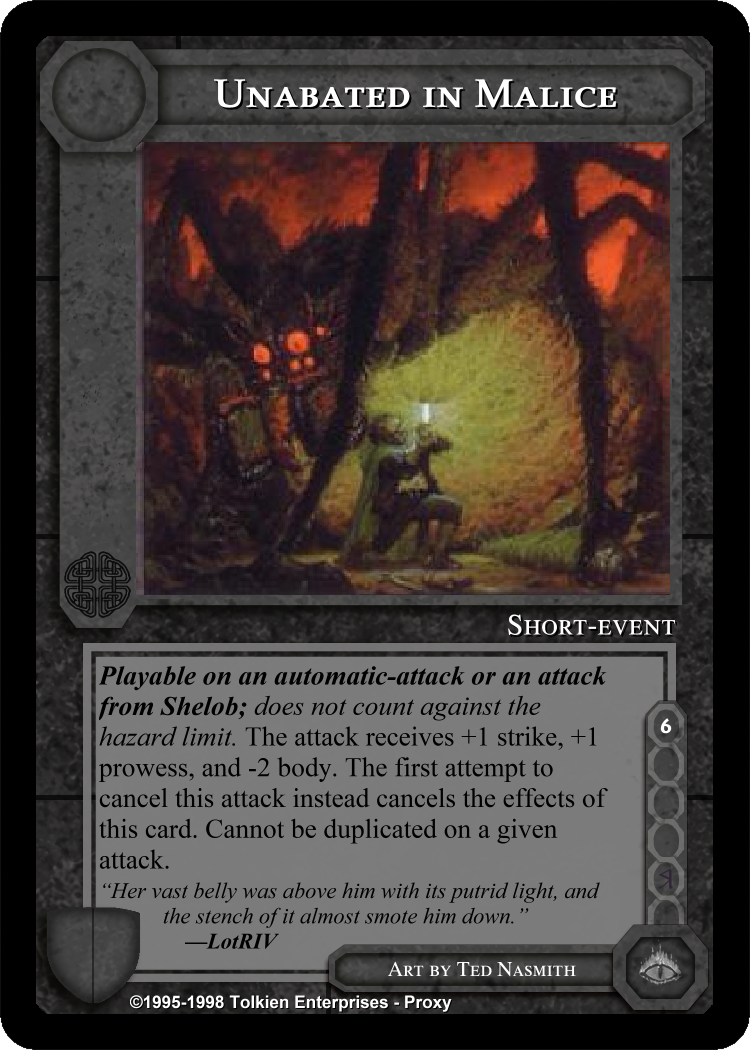 Unabated in Malice
Short-event
Playable on an automatic-attack or an attack
from Shelob; does not count against the
hazard limit. The attack receives +1 strike, +1
prowess, and -2 body. The first attempt to
cancel this attack instead cancels the effects of
this card. Cannot be duplicated on a given
attack.
6
“Her vast belly was above him with its putrid light, and
the stench of it almost smote him down.”
—LotRIV
Art by Ted Nasmith
©1995-1998 Tolkien Enterprises - Proxy